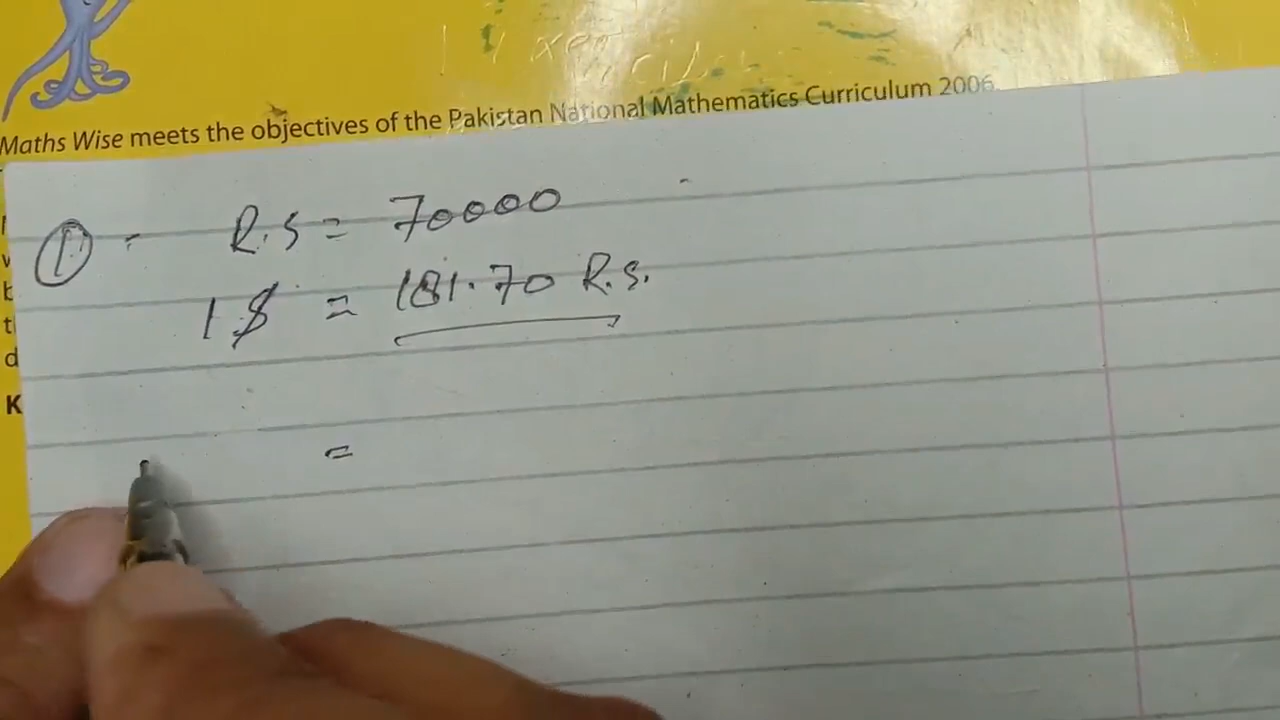 Maths Wise meets the objectives of the Pakistan National Mathematics Curriculum 2006
① - R.S = 70000
1 $ = 181.70 R.s.
=
K